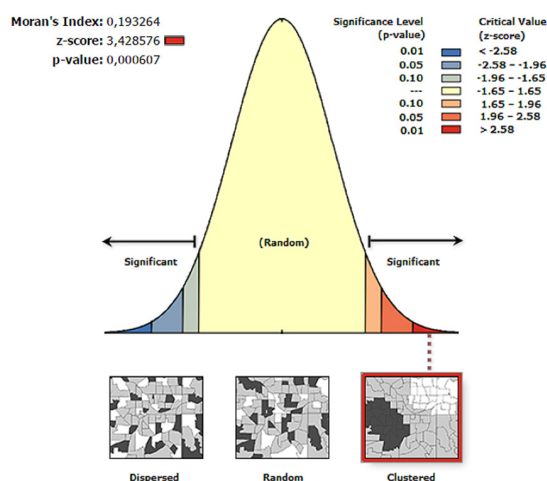 Moran's Index: 0,193264
z-score: 3,428576
p-value: 0,000607
Significance Level
(p-value)
Critical Value
(z-score)
0.01 < -2.58
0.05 -2.58 – -1.96
0.10 -1.96 – -1.65
--- -1.65 – 1.65
0.10 1.65 – 1.96
0.05 1.96 – 2.58
0.01 > 2.58
(Random)
Significant
Significant
Dispersed
Random
Clustered